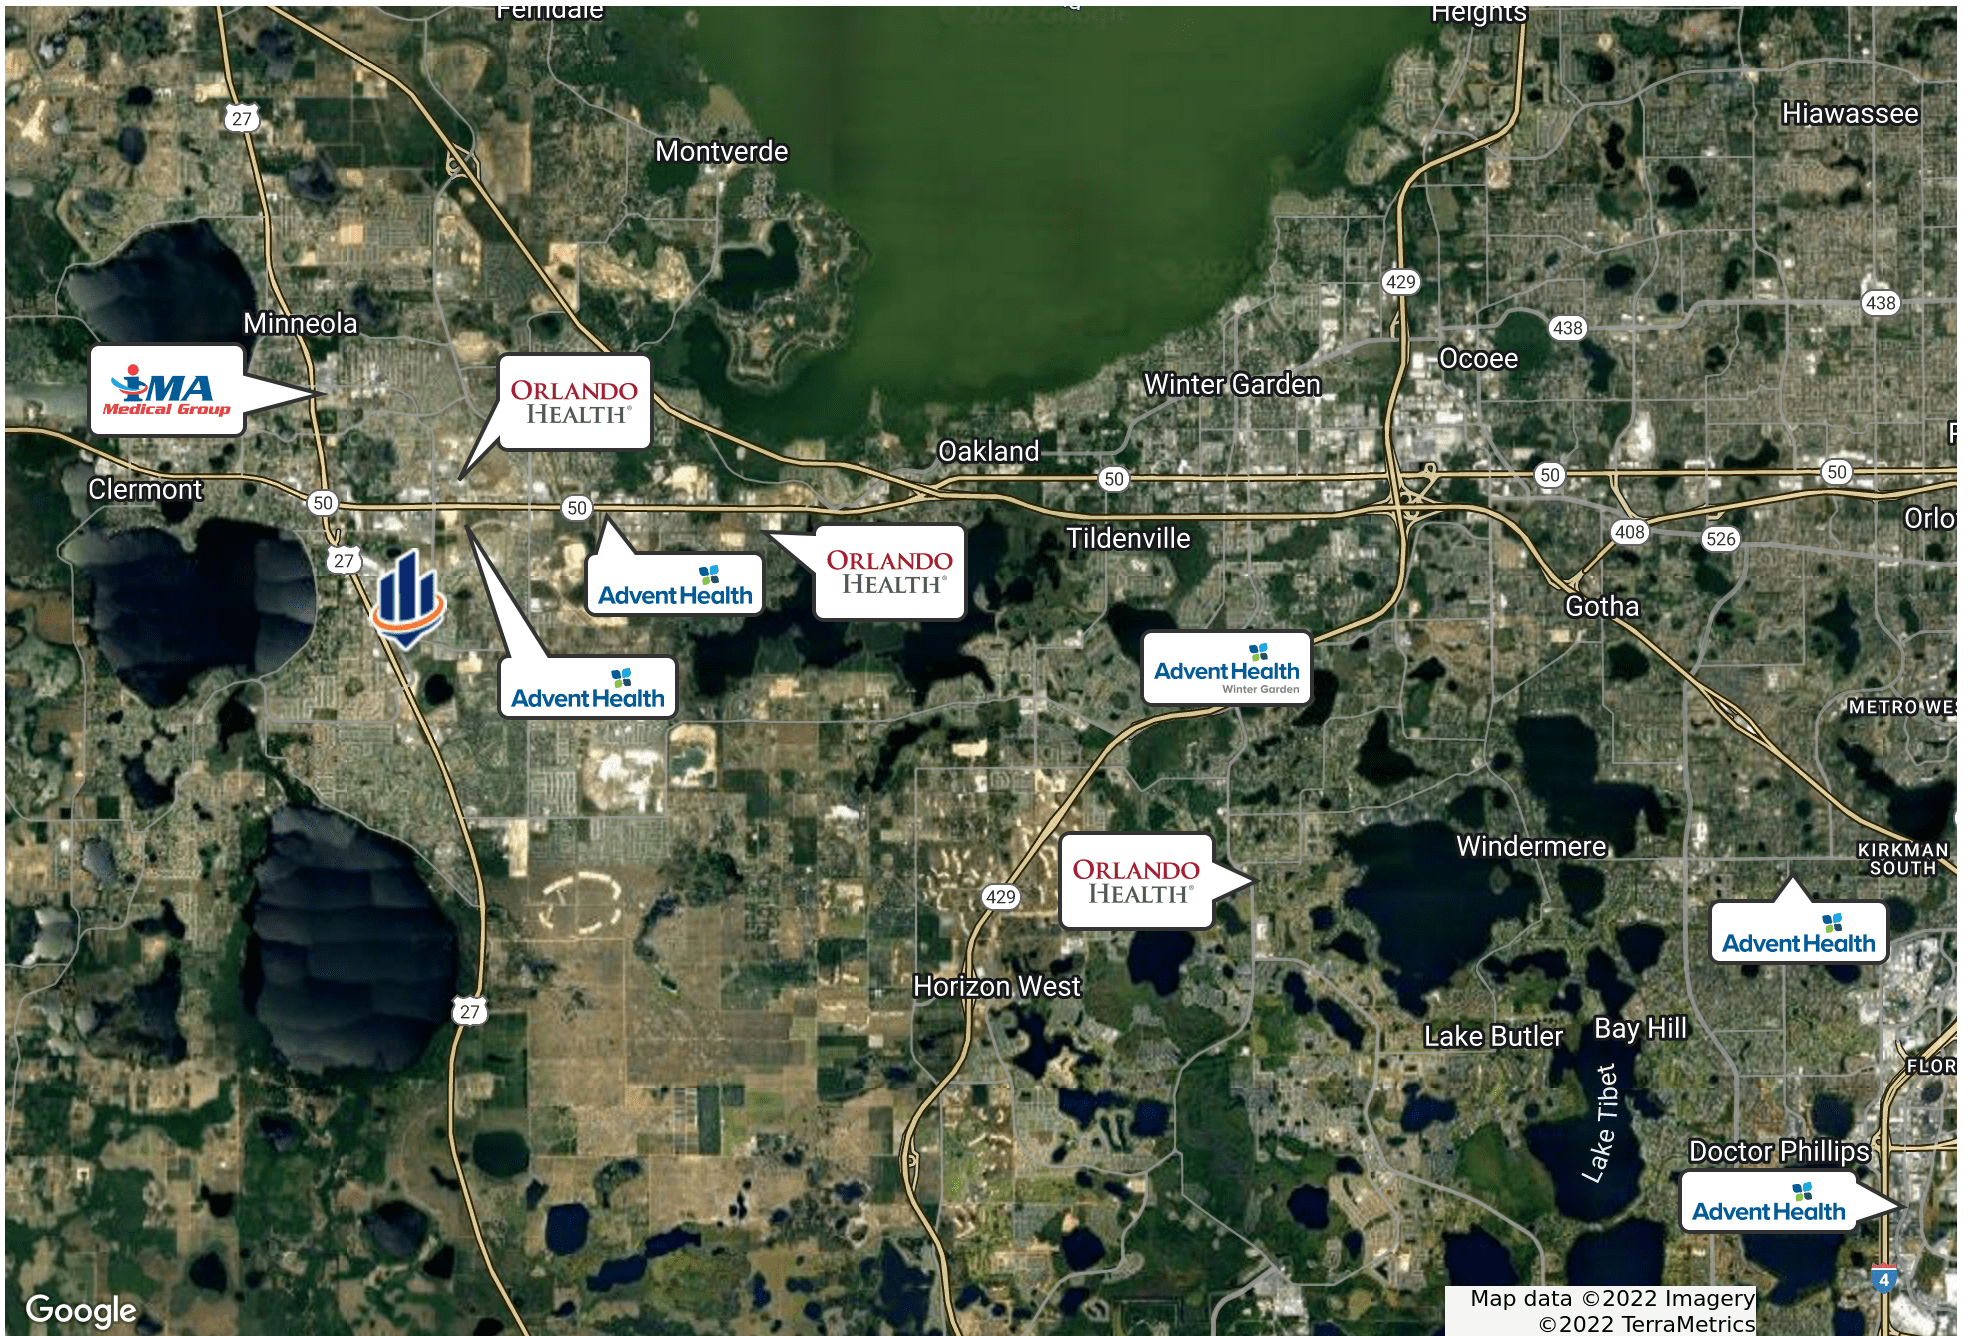 Ferndale
Heights
27
Montverde
Hiawassee
429
438
438
Minneola
Ocoee
Winter Garden
iMA
Medical Group
ORLANDO
HEALTH®
Oakland
50
50
50
Clermont
50
50
Orlo
Tildenville
408
526
27
AdventHealth
ORLANDO
HEALTH®
Gotha
AdventHealth
AdventHealth
Winter Garden
METRO WES
Windermere
KIRKMAN
SOUTH
ORLANDO
HEALTH®
429
AdventHealth
Horizon West
27
Lake Butler
Bay Hill
FLOR
Lake Tibet
Doctor Phillips
AdventHealth
4
Google
Map data ©2022 Imagery
©2022 TerraMetrics